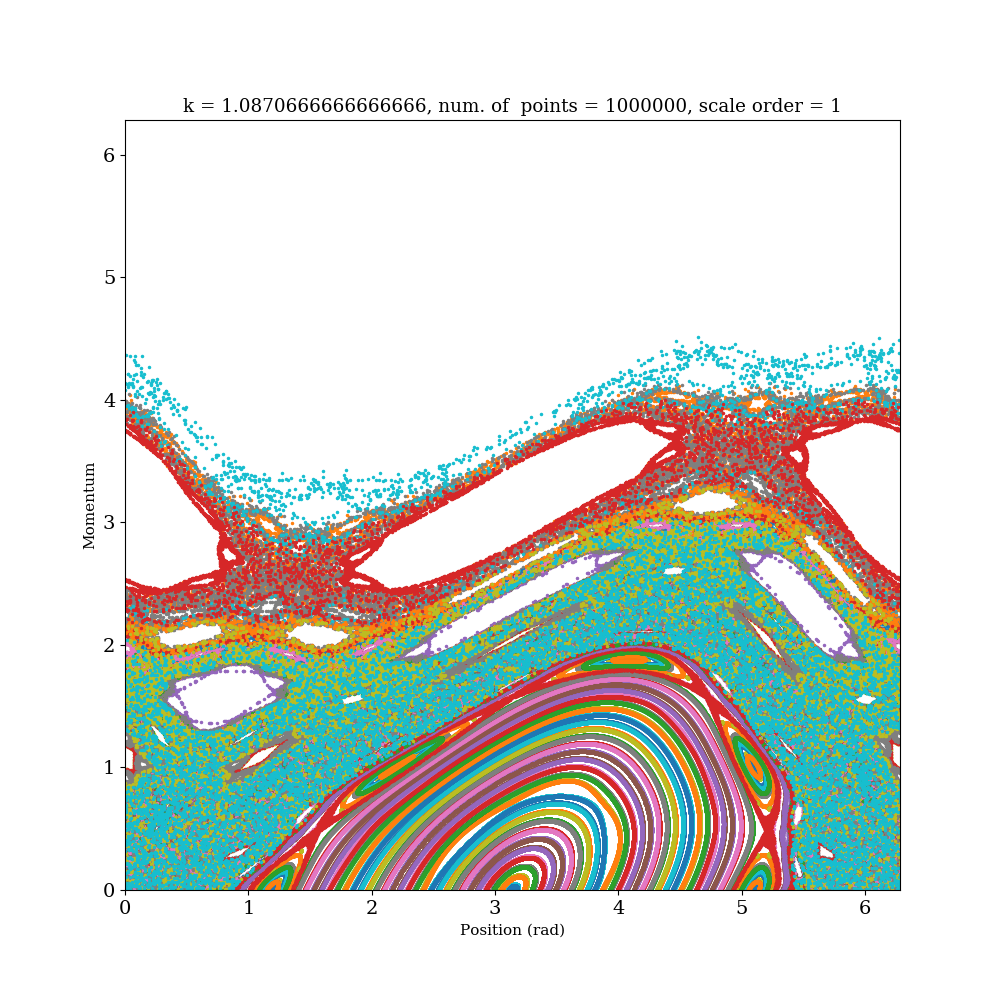 k = 1.0870666666666666, num. of  points = 1000000, scale order = 1
6
5
4
3
2
1
0
Momentum
0 1 2 3 4 5 6
Position (rad)